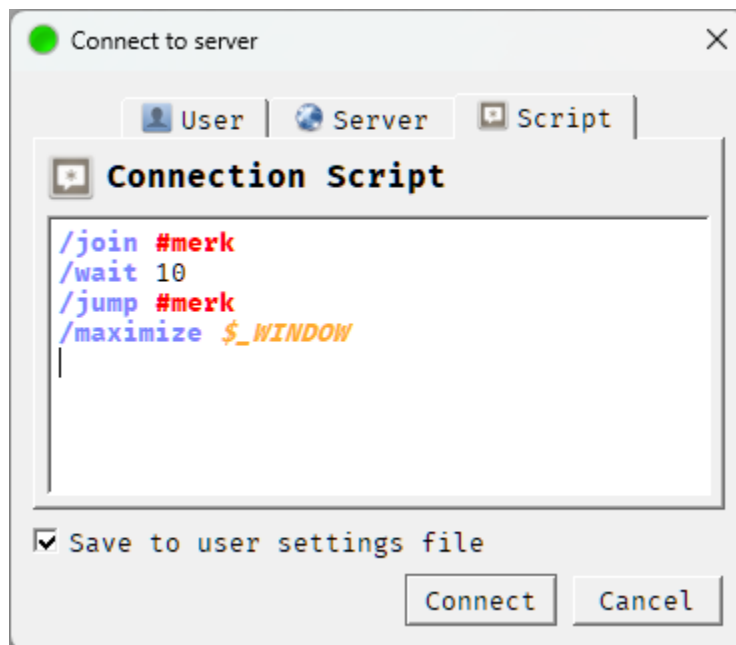 Connect to server
User
Server
Script
Connection Script
/join #merk
/wait 10
/jump #merk
/maximize $_WINDOW
Save to user settings file
Connect
Cancel